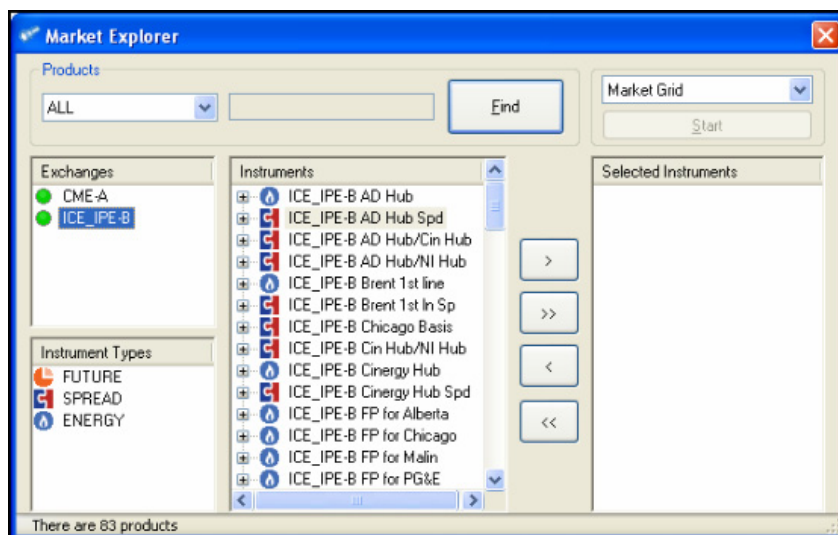 Market Explorer
Products
ALL
Find
Market Grid
Start
Exchanges
CME-A
ICE_IPE-B
Instrument Types
FUTURE
SPREAD
ENERGY
Instruments
ICE_IPE-B AD Hub
ICE_IPE-B AD Hub Spd
ICE_IPE-B AD Hub/Cin Hub
ICE_IPE-B AD Hub/NI Hub
ICE_IPE-B Brent 1st line
ICE_IPE-B Brent 1st ln Sp
ICE_IPE-B Chicago Basis
ICE_IPE-B Cin Hub/NI Hub
ICE_IPE-B Cinergy Hub
ICE_IPE-B Cinergy Hub Spd
ICE_IPE-B FP for Alberta
ICE_IPE-B FP for Chicago
ICE_IPE-B FP for Malin
ICE_IPE-B FP for PG&E
>
>>
<
<<
Selected Instruments
There are 83 products